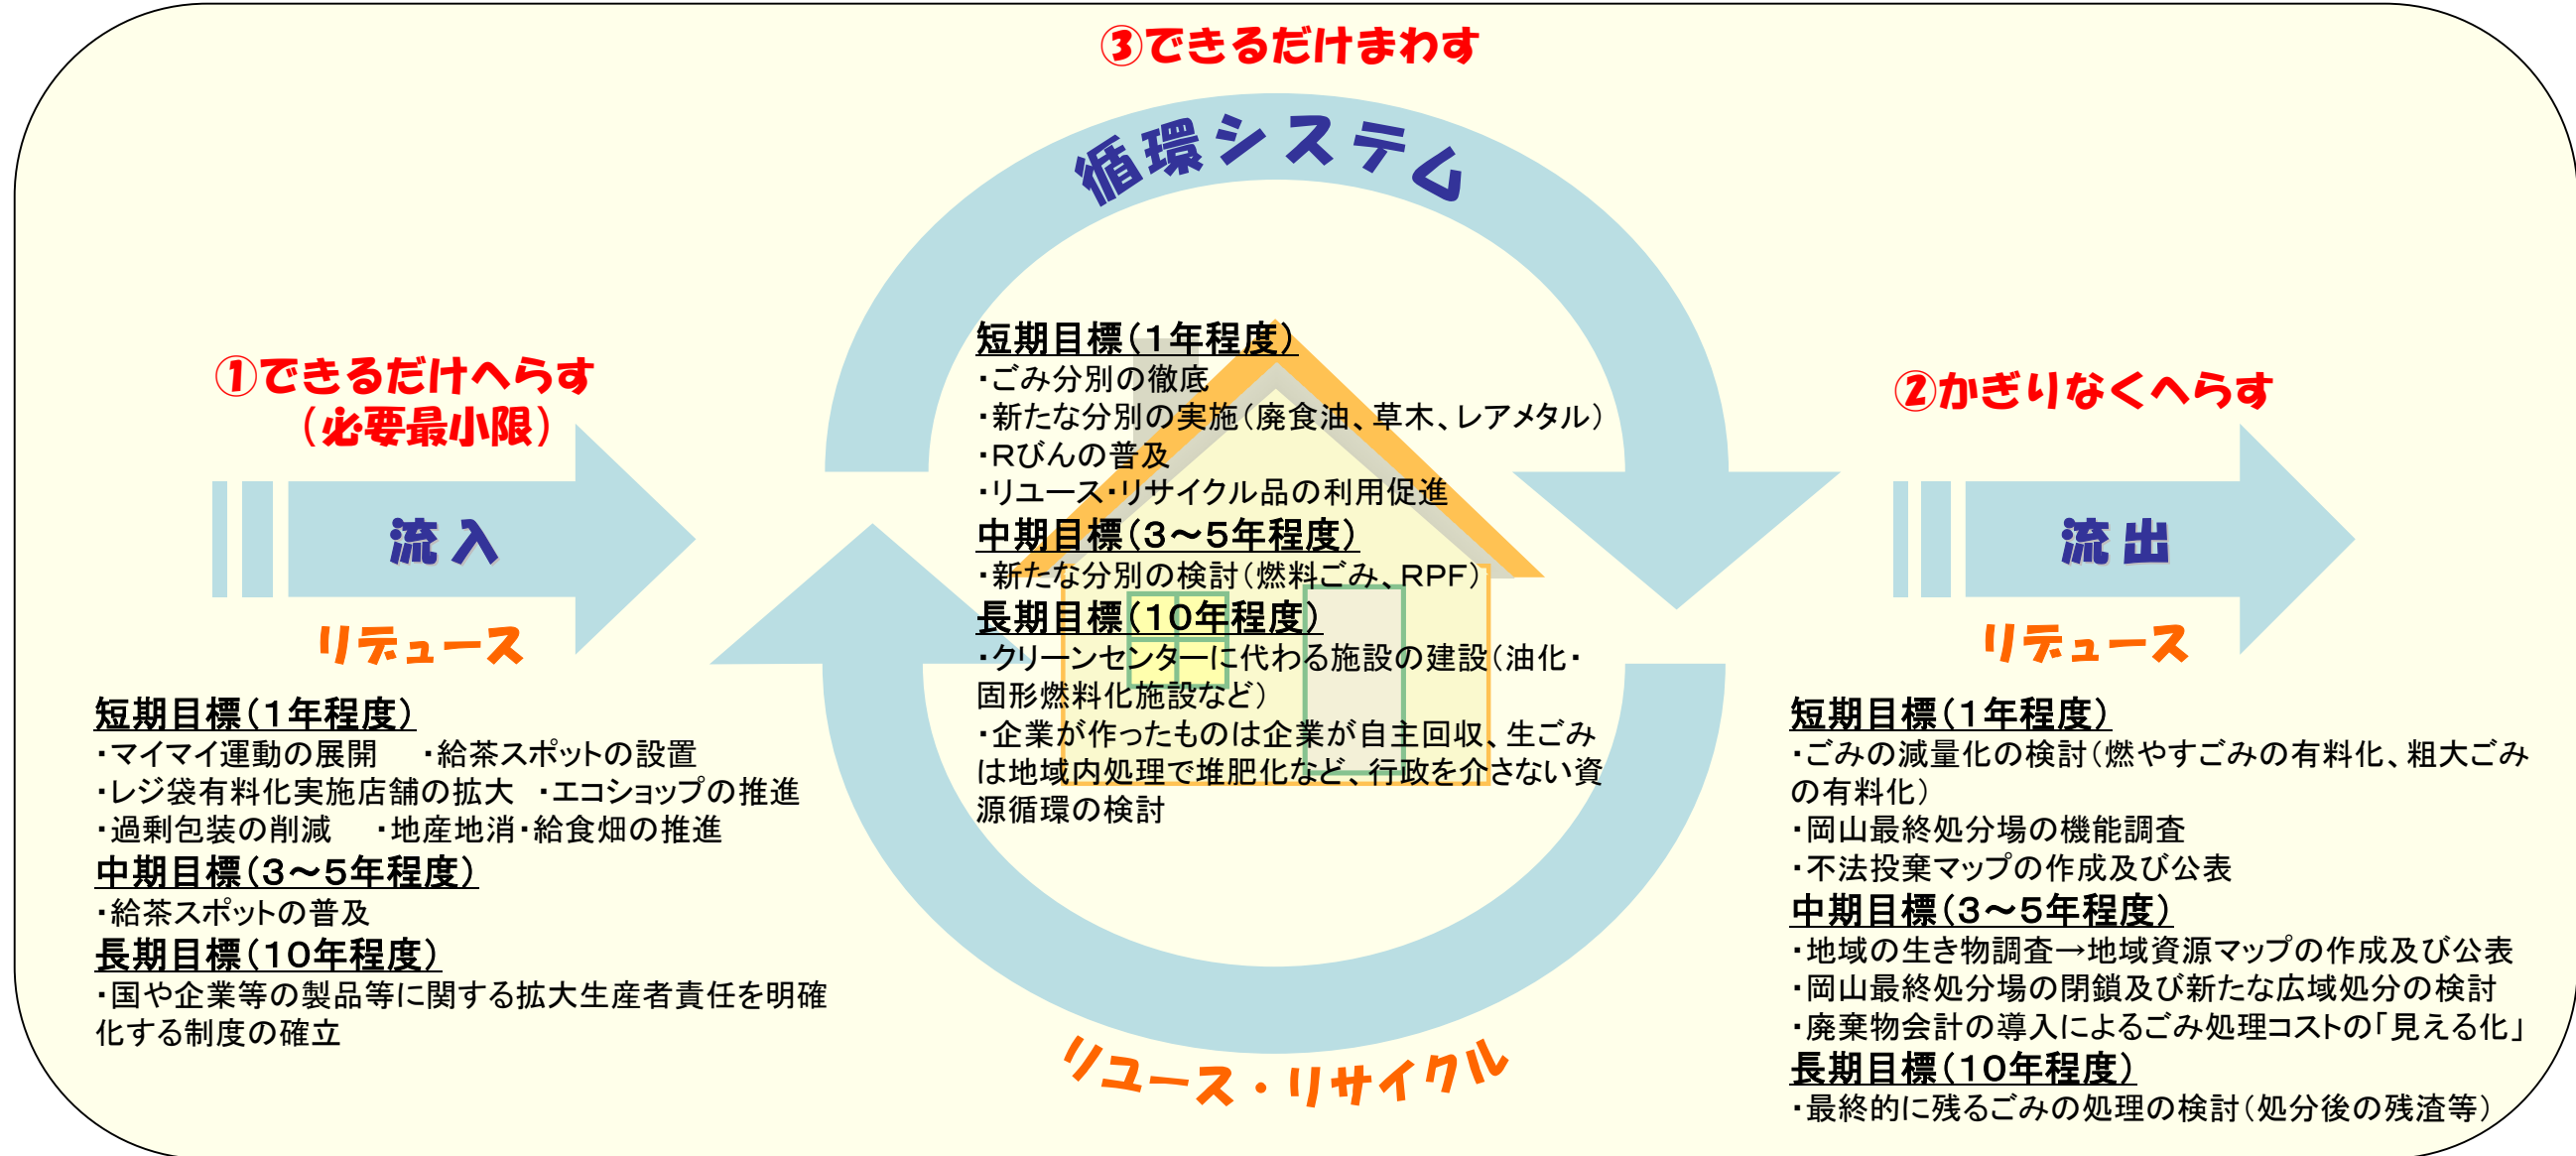 ③できるだけまわす
循環システム
①できるだけへらす
（必要最小限）
流入
リデュース
短期目標（１年程度）
・マイマイ運動の展開　・給茶スポットの設置
・レジ袋有料化実施店舗の拡大　・エコショップの推進
・過剰包装の削減　・地産地消・給食畑の推進
中期目標（３～５年程度）
・給茶スポットの普及
長期目標（１０年程度）
・国や企業等の製品等に関する拡大生産者責任を明確
化する制度の確立
短期目標（１年程度）
・ごみ分別の徹底
・新たな分別の実施（廃食油、草木、レアメタル）
・Ｒびんの普及
・リユース・リサイクル品の利用促進
中期目標（３～５年程度）
・新たな分別の検討（燃料ごみ、ＲＰＦ）
長期目標（１０年程度）
・クリーンセンターに代わる施設の建設（油化・
固形燃料化施設など）
・企業が作ったものは企業が自主回収、生ごみ
は地域内処理で堆肥化など、行政を介さない資
源循環の検討
リユース・リサイクル
②かぎりなくへらす
流出
リデュース
短期目標（１年程度）
・ごみの減量化の検討（燃やすごみの有料化、粗大ごみ
の有料化）
・岡山最終処分場の機能調査
・不法投棄マップの作成及び公表
中期目標（３～５年程度）
・地域の生き物調査→地域資源マップの作成及び公表
・岡山最終処分場の閉鎖及び新たな広域処分の検討
・廃棄物会計の導入によるごみ処理コストの「見える化」
長期目標（１０年程度）
・最終的に残るごみの処理の検討（処分後の残渣等）